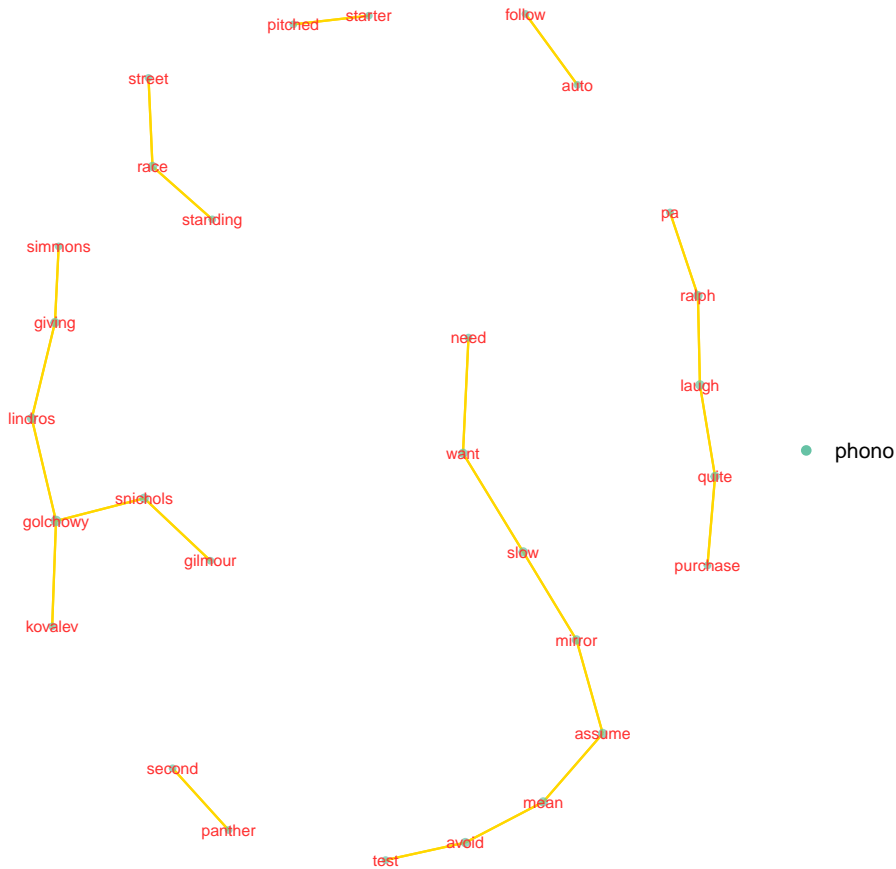 starter
pitched
follow
street
auto
race
standing
pa
simmons
ralph
giving
need
laugh
lindros
want
phono
quite
snichols
golchowy
slow
gilmour
purchase
kovalev
mirror
assume
second
mean
panther
avoid
test